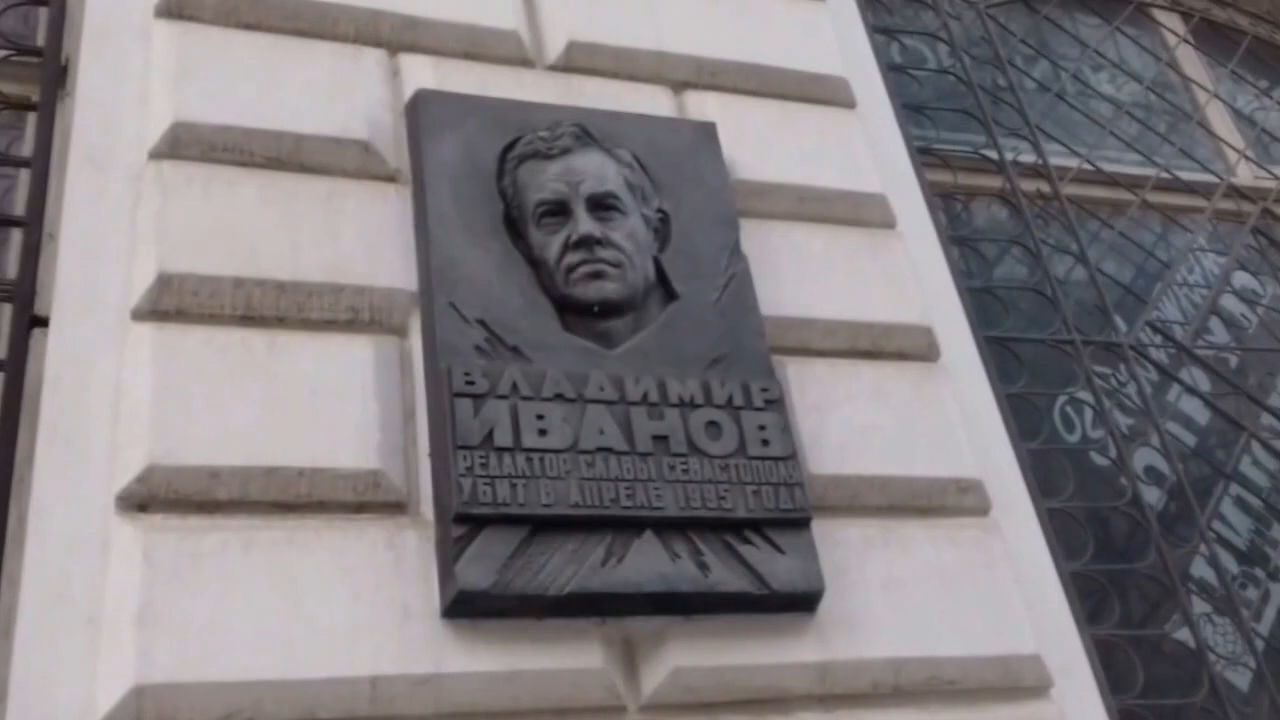 ВЛАДИМИР
ИВАНОВ
РЕДАКТОР СЛАВЫ СЕВАСТОПОЛЯ
УБИТ В АПРЕЛЕ 1995 ГОДА